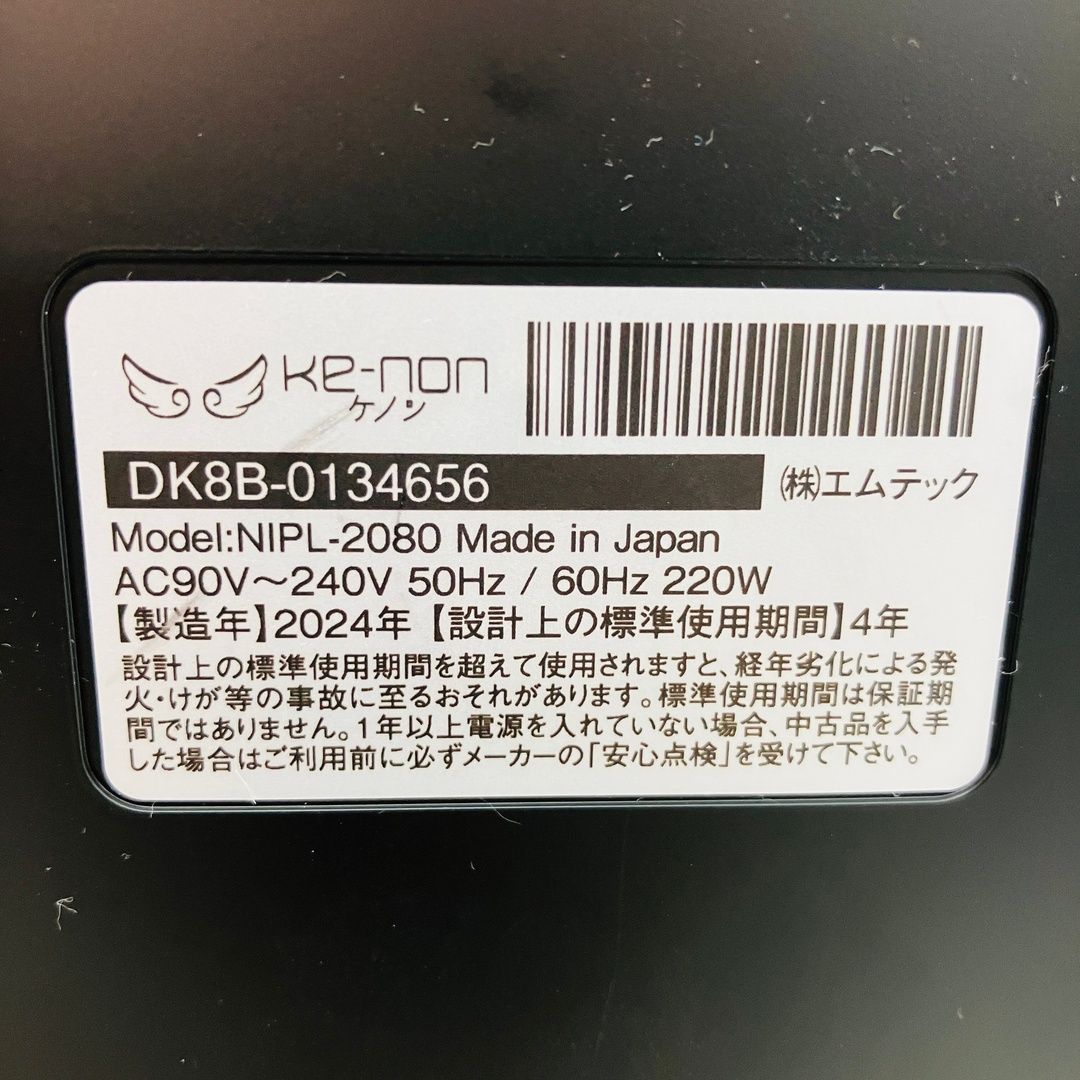 ke-non
ケノン
DK8B-0134656
㈱エムテック
Model:NIPL-2080 Made in Japan
AC90V～240V 50Hz / 60Hz 220W
【製造年】2024年【設計上の標準使用期間】4年
設計上の標準使用期間を超えて使用されますと、経年劣化による発
火・けが等の事故に至るおそれがあります。標準使用期間は保証期
間ではありません。1年以上電源を入れていない場合、中古品を入手
した場合はご利用前に必ずメーカーの「安心点検」を受けて下さい。